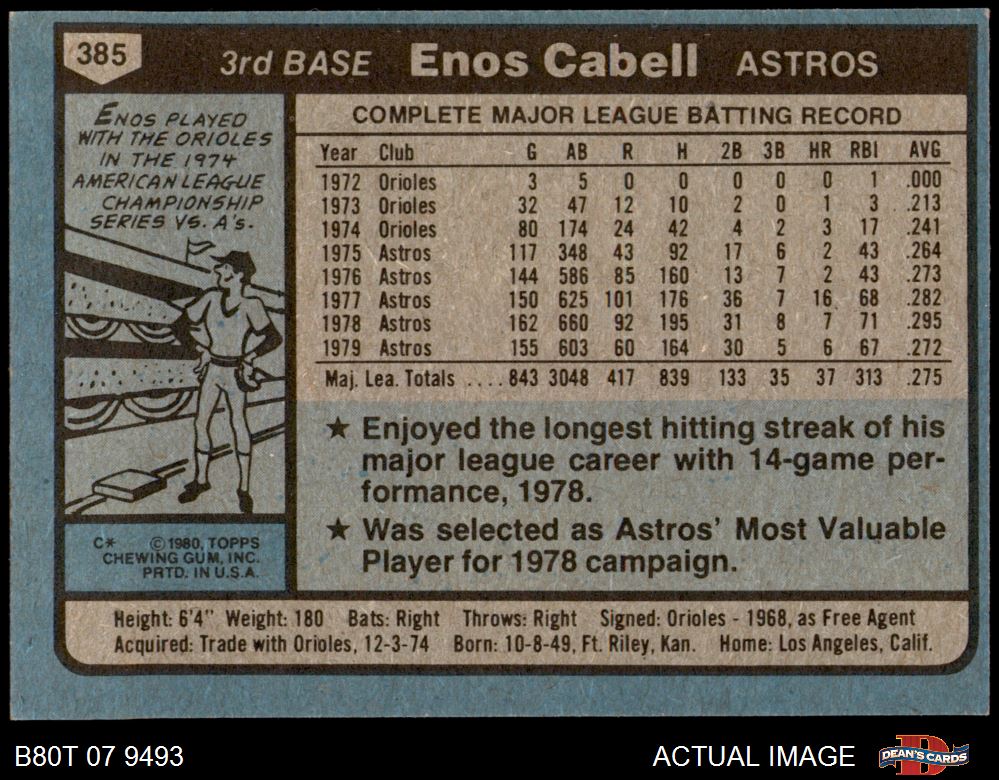 385
3rd BASE Enos Cabell ASTROS
ENOS PLAYED
WITH THE ORIOLES
IN THE 1974
AMERICAN LEAGUE
CHAMPIONSHIP
SERIES VS. A's.
COMPLETE MAJOR LEAGUE BATTING RECORD
Year Club G AB R H 2B 3B HR RBI AVG
1972 Orioles 3 5 0 0 0 0 0 1 .000
1973 Orioles 32 47 12 10 2 0 1 3 .213
1974 Orioles 80 174 24 42 4 2 3 17 .241
1975 Astros 117 348 43 92 17 6 2 43 .264
1976 Astros 144 586 85 160 13 7 2 43 .273
1977 Astros 150 625 101 176 36 7 16 68 .282
1978 Astros 162 660 92 195 31 8 7 71 .295
1979 Astros 155 603 60 164 30 5 6 67 .272
Maj. Lea. Totals .... 843 3048 417 839 133 35 37 313 .275
★ Enjoyed the longest hitting streak of his
major league career with 14-game per-
formance, 1978.
★ Was selected as Astros' Most Valuable
Player for 1978 campaign.
C* © 1980, TOPPS
CHEWING GUM, INC.
PRTD. IN U.S.A.
Height: 6'4" Weight: 180 Bats: Right Throws: Right Signed: Orioles - 1968, as Free Agent
Acquired: Trade with Orioles, 12-3-74 Born: 10-8-49, Ft. Riley, Kan. Home: Los Angeles, Calif.
B80T 07 9493 ACTUAL IMAGE
D
DEAN'S CARDS